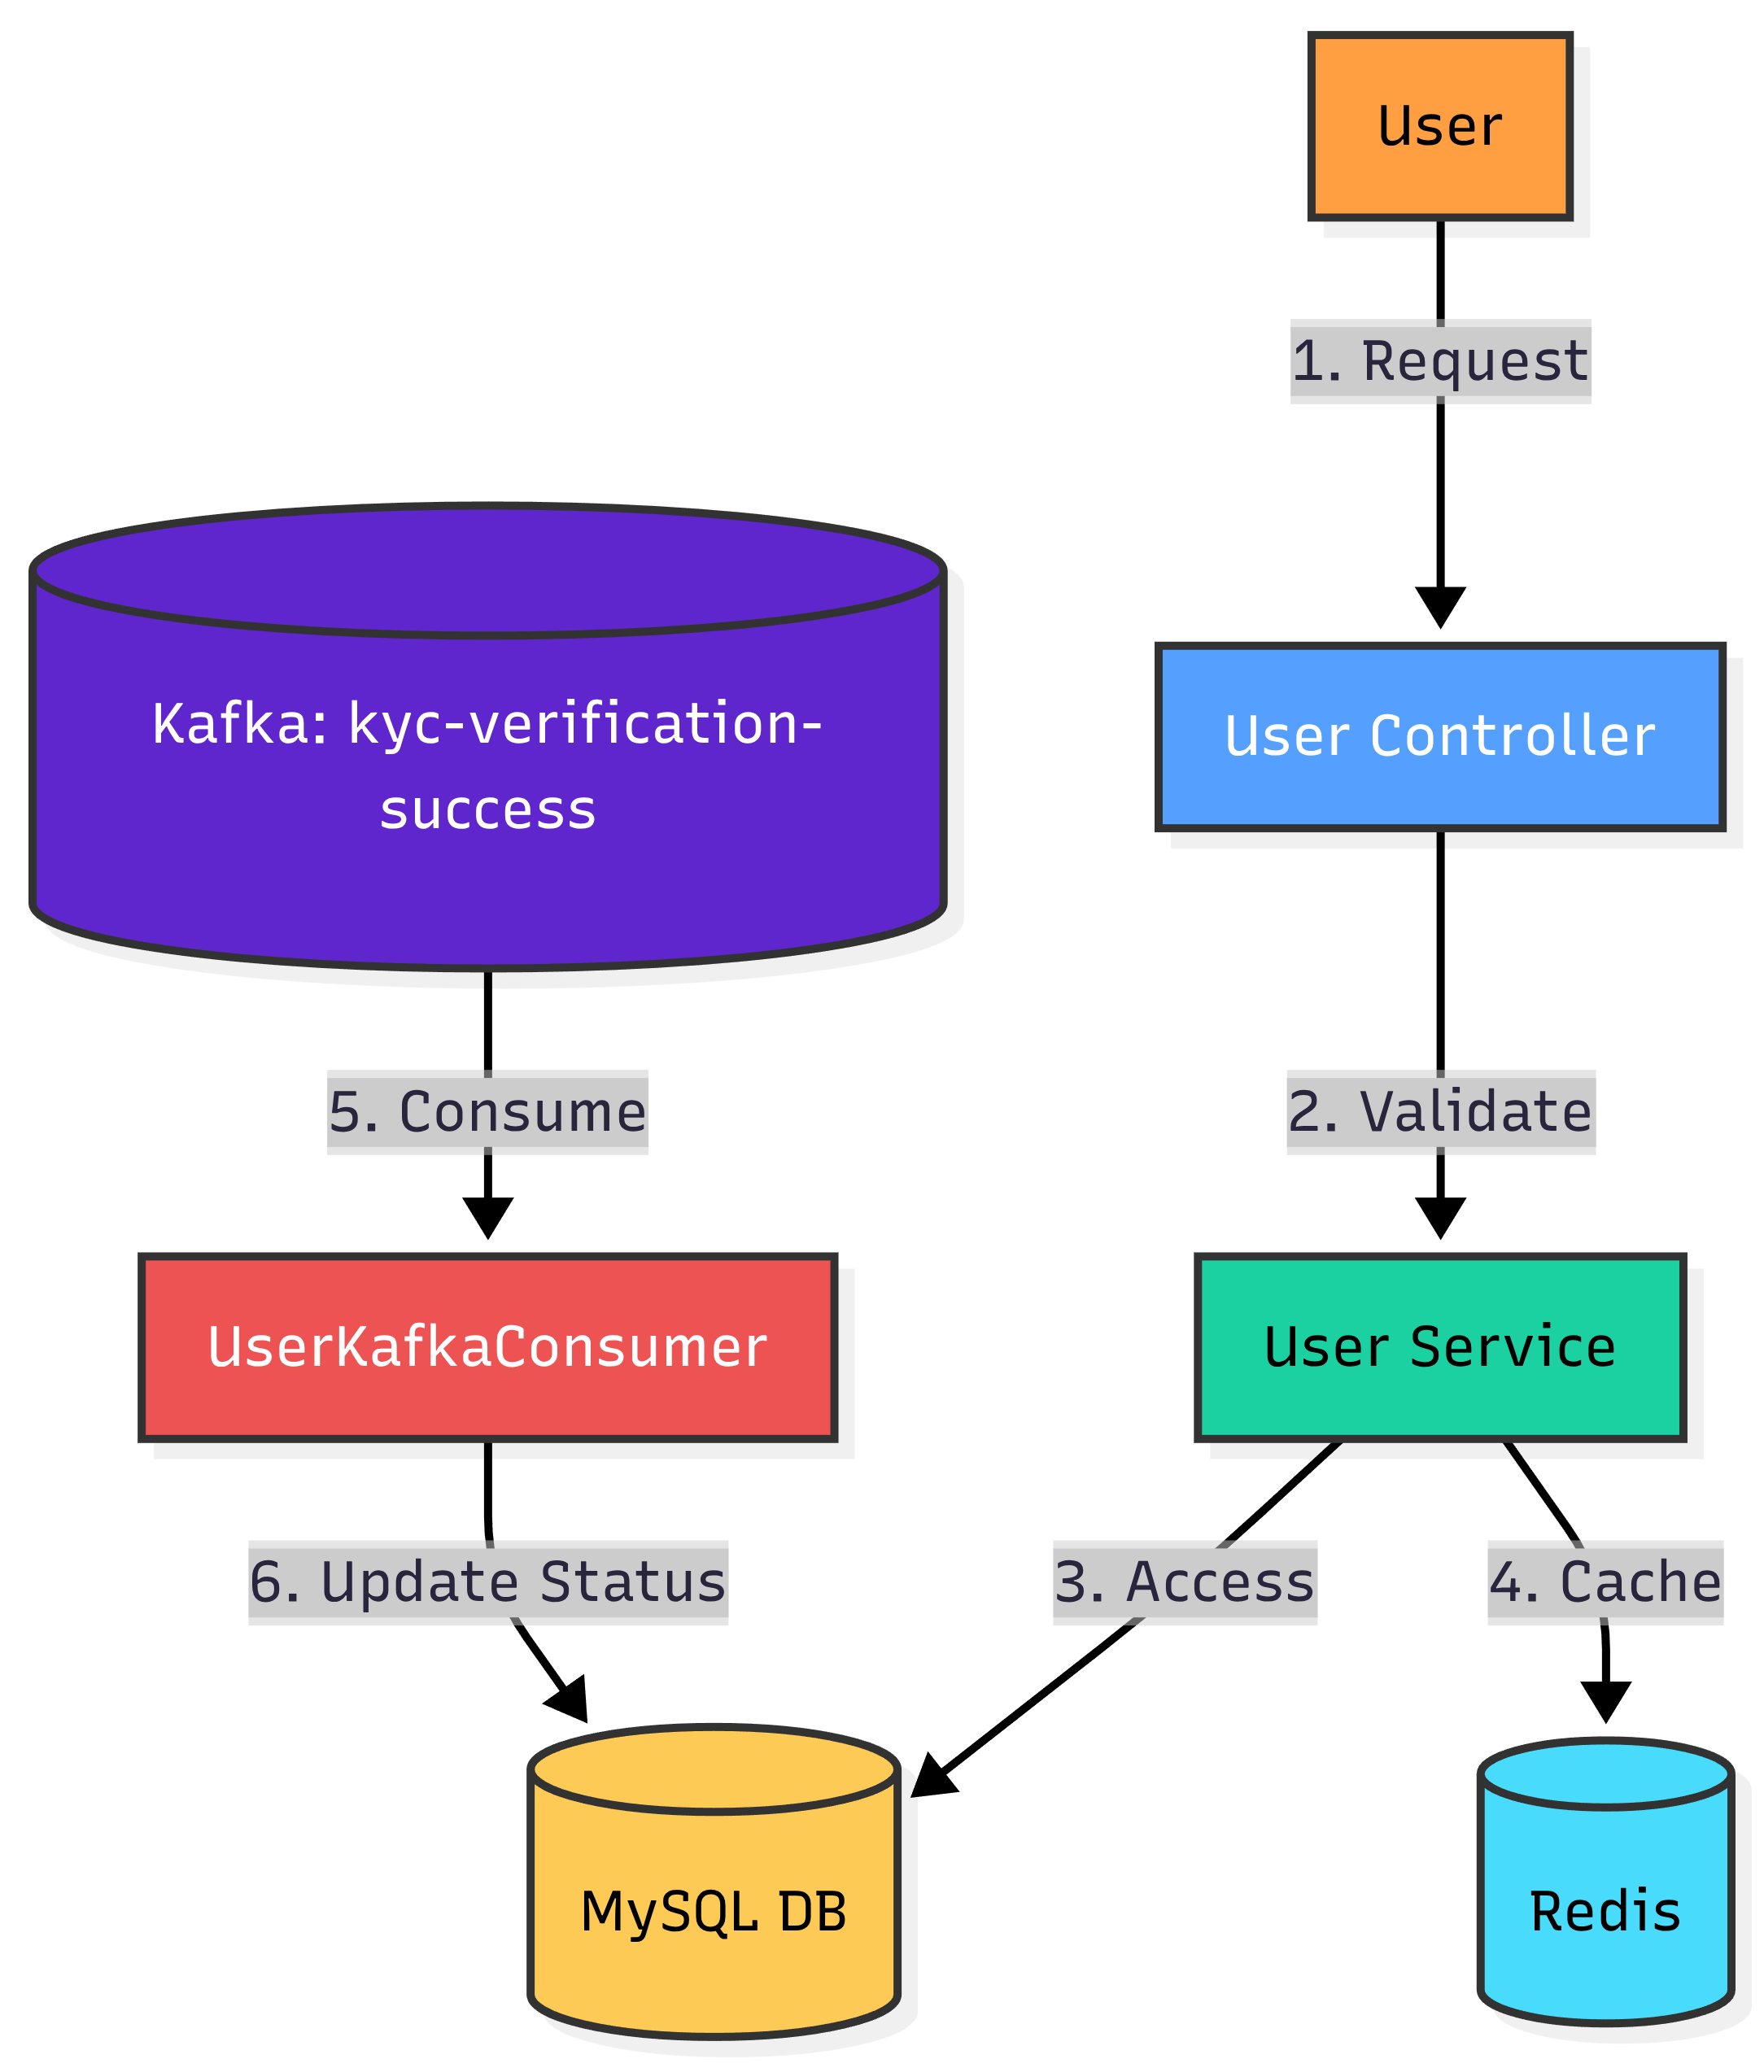 User
1. Request
Kafka: kyc-verification-
success
User Controller
5. Consume
2. Validate
UserKafkaConsumer
User Service
6. Update Status
3. Access
4. Cache
MySQL DB
Redis